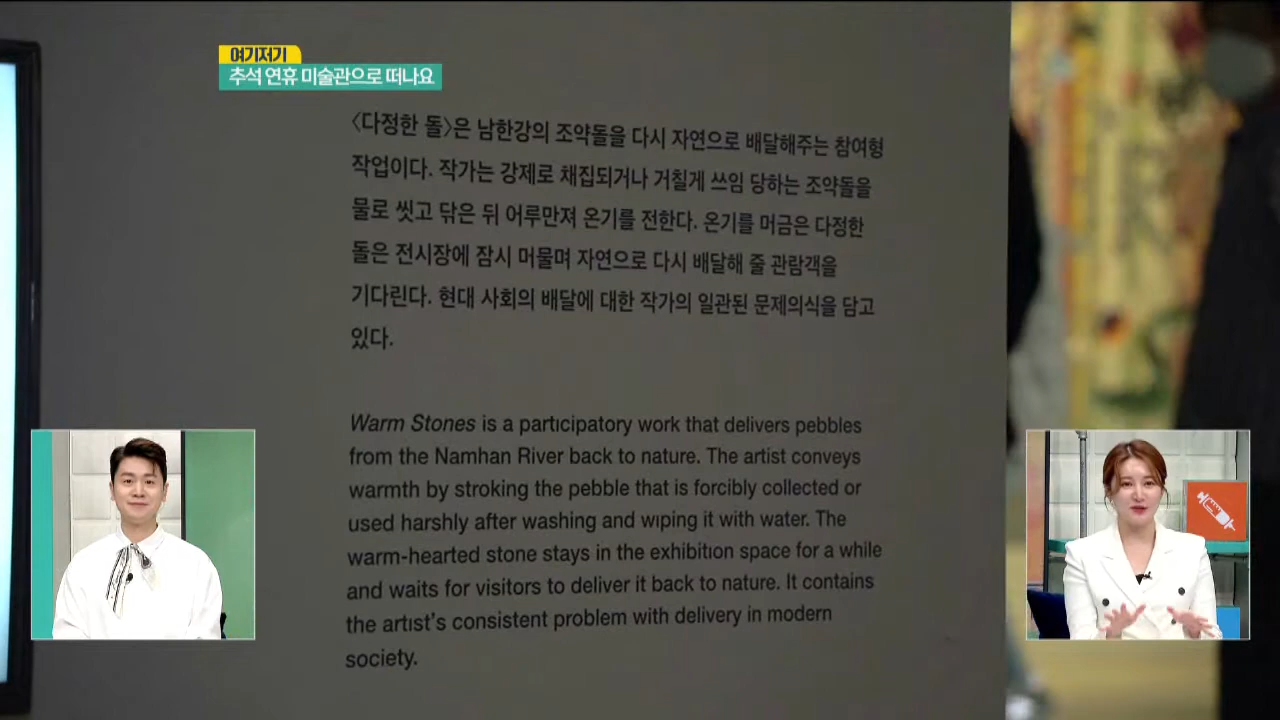 여기저기
추석 연휴 미술관으로 떠나요
〈다정한 돌〉은 남한강의 조약돌을 다시 자연으로 배달해주는 참여형
작업이다. 작가는 강제로 채집되거나 거칠게 쓰임 당하는 조약돌을
물로 씻고 닦은 뒤 어루만져 온기를 전한다. 온기를 머금은 다정한
돌은 전시장에 잠시 머물며 자연으로 다시 배달해 줄 관람객을
기다린다. 현대 사회의 배달에 대한 작가의 일관된 문제의식을 담고
있다.
Warm Stones is a participatory work that delivers pebbles
from the Namhan River back to nature. The artist conveys
warmth by stroking the pebble that is forcibly collected or
used harshly after washing and wiping it with water. The
warm-hearted stone stays in the exhibition space for a while
and waits for visitors to deliver it back to nature. It contains
the artist's consistent problem with delivery in modern
society.